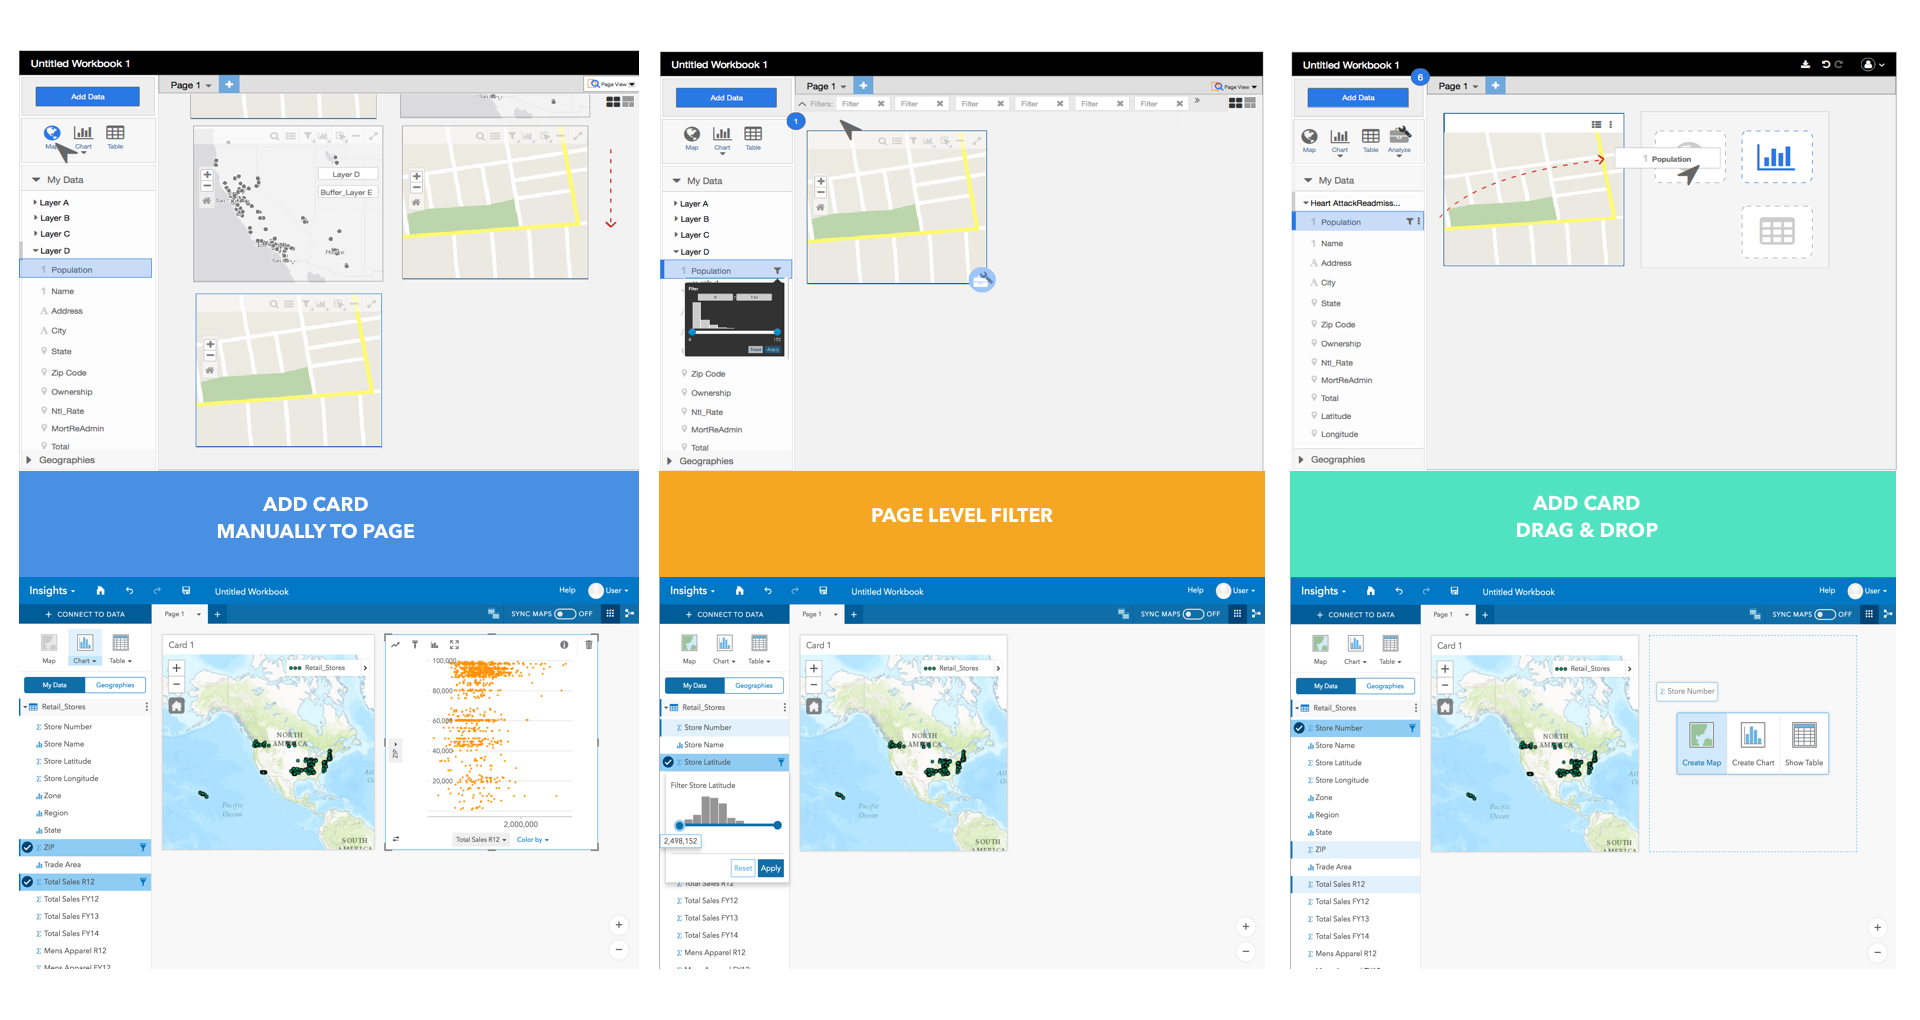 Untitled Workbook 1
Add Data
Page 1
+
Page View
Map
Chart
Table
My Data
Layer A
Layer B
Layer C
Layer D
1 Population
1 Name
A Address
A City
State
Zip Code
Ownership
Ntl_Rate
MortReAdmin
Total
Geographies
Layer D
Buffer_Layer E
Untitled Workbook 1
Add Data
Page 1
+
Page View
Filters:
Filter
Filter
Filter
Filter
Filter
Filter
1
Map
Chart
Table
My Data
Layer A
Layer B
Layer C
Layer D
1 Population
Filter
Reset Apply
Zip Code
Ownership
Ntl_Rate
MortReAdmin
Total
Geographies
Untitled Workbook 1
6
Add Data
Page 1
+
Map
Chart
Table
Analyze
My Data
Heart AttackReadmiss...
1 Population
1 Name
A Address
A City
State
Zip Code
Ownership
Ntl_Rate
MortReAdmin
Total
Latitude
Longitude
Geographies
1 Population
ADD CARD
MANUALLY TO PAGE
PAGE LEVEL FILTER
ADD CARD
DRAG & DROP
Insights
Untitled Workbook
Help
User
+ CONNECT TO DATA
Page 1
+
SYNC MAPS OFF
Map
Chart
Table
My Data
Geographies
Retail_Stores
Σ Store Number
Store Name
Σ Store Latitude
Σ Store Longitude
Zone
Region
State
Σ ZIP
Trade Area
Σ Total Sales R12
Σ Total Sales FY12
Σ Total Sales FY13
Σ Total Sales FY14
Σ Mens Apparel R12
Σ Mens Apparel FY12
Card 1
Retail_Stores
NORTH
AMERICA
Pacific
Ocean
SOUTH
AMERICA
100,000
80,000
60,000
40,000
20,000
ZIP
2,000,000
Total Sales R12
Color by
Insights
Untitled Workbook
Help
User
+ CONNECT TO DATA
Page 1
+
SYNC MAPS OFF
Map
Chart
Table
My Data
Geographies
Retail_Stores
Σ Store Number
Store Name
Σ Store Latitude
Filter Store Latitude
2,498,152
Reset
Apply
Σ Total Sales R12
Σ Total Sales FY12
Σ Total Sales FY13
Σ Total Sales FY14
Σ Mens Apparel R12
Card 1
Retail_Stores
NORTH
AMERICA
Pacific
Ocean
SOUTH
AMERICA
Insights
Untitled Workbook
Help
User
+ CONNECT TO DATA
Page 1
+
SYNC MAPS OFF
Map
Chart
Table
My Data
Geographies
Retail_Stores
Σ Store Number
Store Name
Σ Store Latitude
Σ Store Longitude
Zone
Region
State
Σ ZIP
Trade Area
Σ Total Sales R12
Σ Total Sales FY12
Σ Total Sales FY13
Σ Total Sales FY14
Σ Mens Apparel R12
Card 1
Retail_Stores
NORTH
AMERICA
Pacific
Ocean
SOUTH
AMERICA
Σ Store Number
Create Map
Create Chart
Show Table